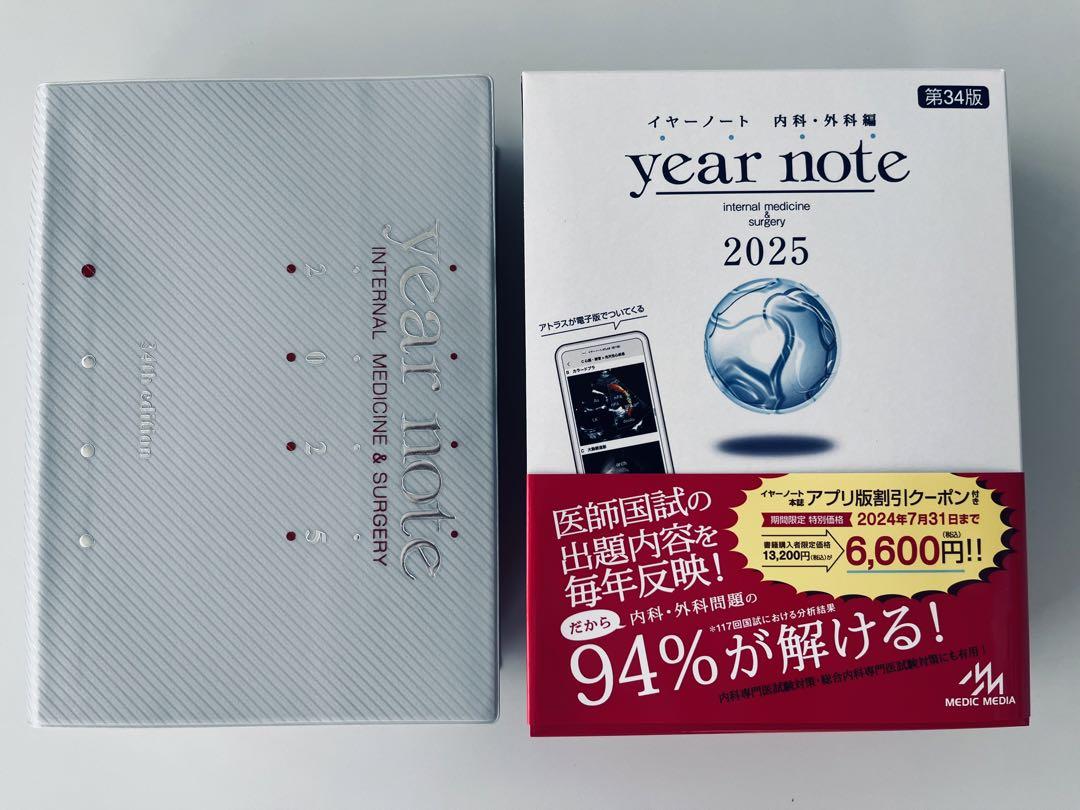 year note
INTERNAL MEDICINE & SURGERY
2025
34th edition
第34版
イヤーノート 内科・外科編
year note
internal medicine
&
surgery
2025
アトラスが電子版でついてくる
B カラードプラ
医師国試の
出題内容を
毎年反映!
だから
内科・外科問題の
*117回国試における分析結果
94%が解ける!
内科専門医試験対策・総合内科専門医試験対策にも有用!
イヤーノート本誌 アプリ版割引クーポン付き
期間限定 特別価格 2024年7月31日まで
書籍購入者限定価格
13,200円(税込)が
6,600円(税込)!!
MEDIC MEDIA